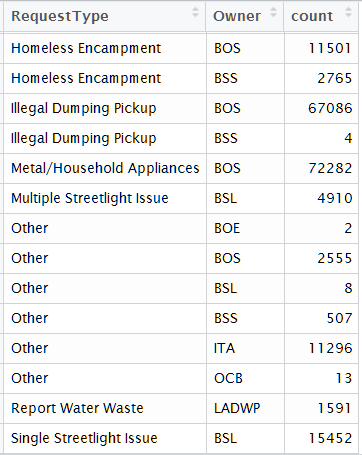 RequestType Owner count
Homeless Encampment BOS 11501
Homeless Encampment BSS 2765
Illegal Dumping Pickup BOS 67086
Illegal Dumping Pickup BSS 4
Metal/Household Appliances BOS 72282
Multiple Streetlight Issue BSL 4910
Other BOE 2
Other BOS 2555
Other BSL 8
Other BSS 507
Other ITA 11296
Other OCB 13
Report Water Waste LADWP 1591
Single Streetlight Issue BSL 15452